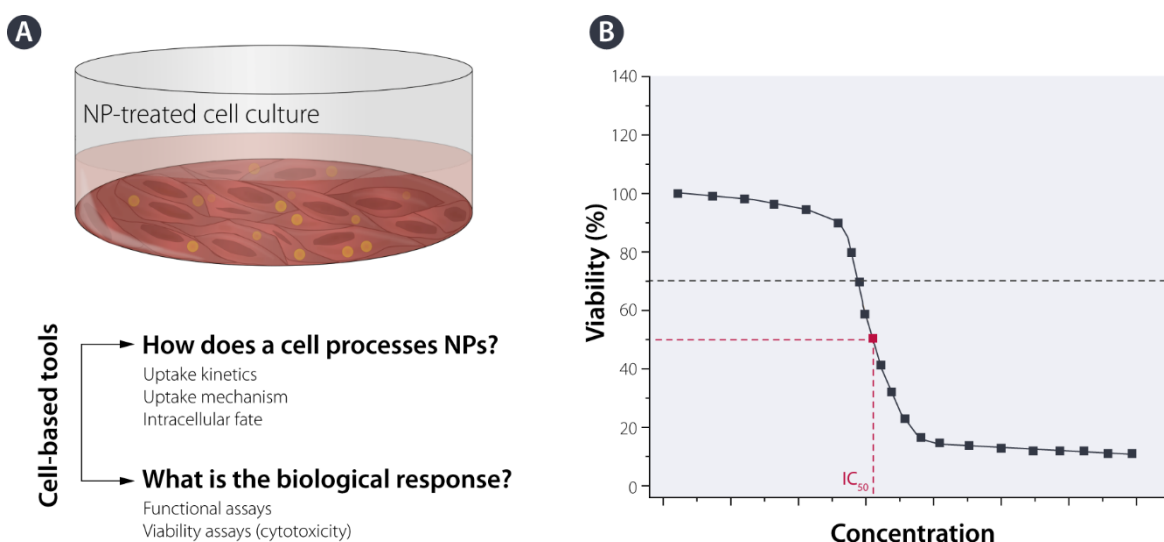 A
NP-treated cell culture
Cell-based tools
How does a cell processes NPs?
Uptake kinetics
Uptake mechanism
Intracellular fate
What is the biological response?
Functional assays
Viability assays (cytotoxicity)
B
Viability (%)
140
120
100
80
60
40
20
0
IC50
Concentration